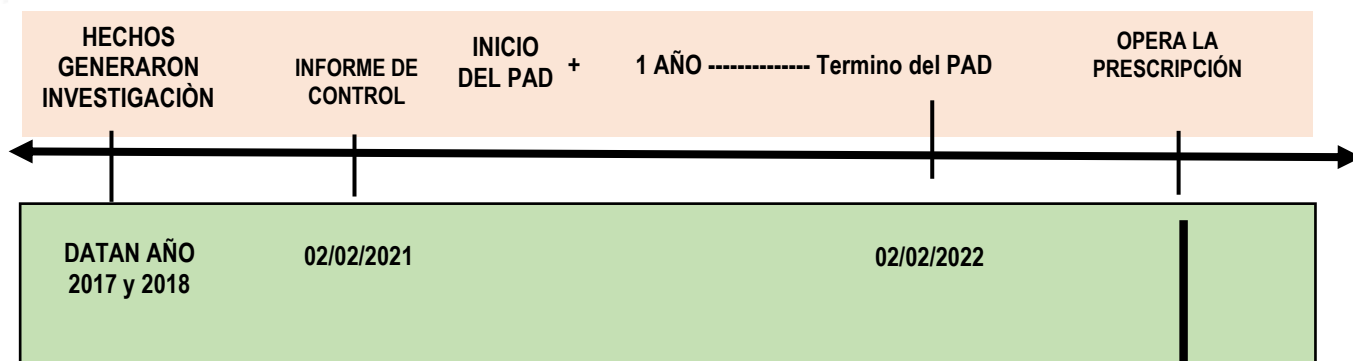 HECHOS
GENERARON
INVESTIGACIÒN
INFORME DE
CONTROL
INICIO
DEL PAD
+
1 AÑO -------------- Termino del PAD
OPERA LA
PRESCRIPCIÓN
DATAN AÑO
2017 y 2018
02/02/2021
02/02/2022